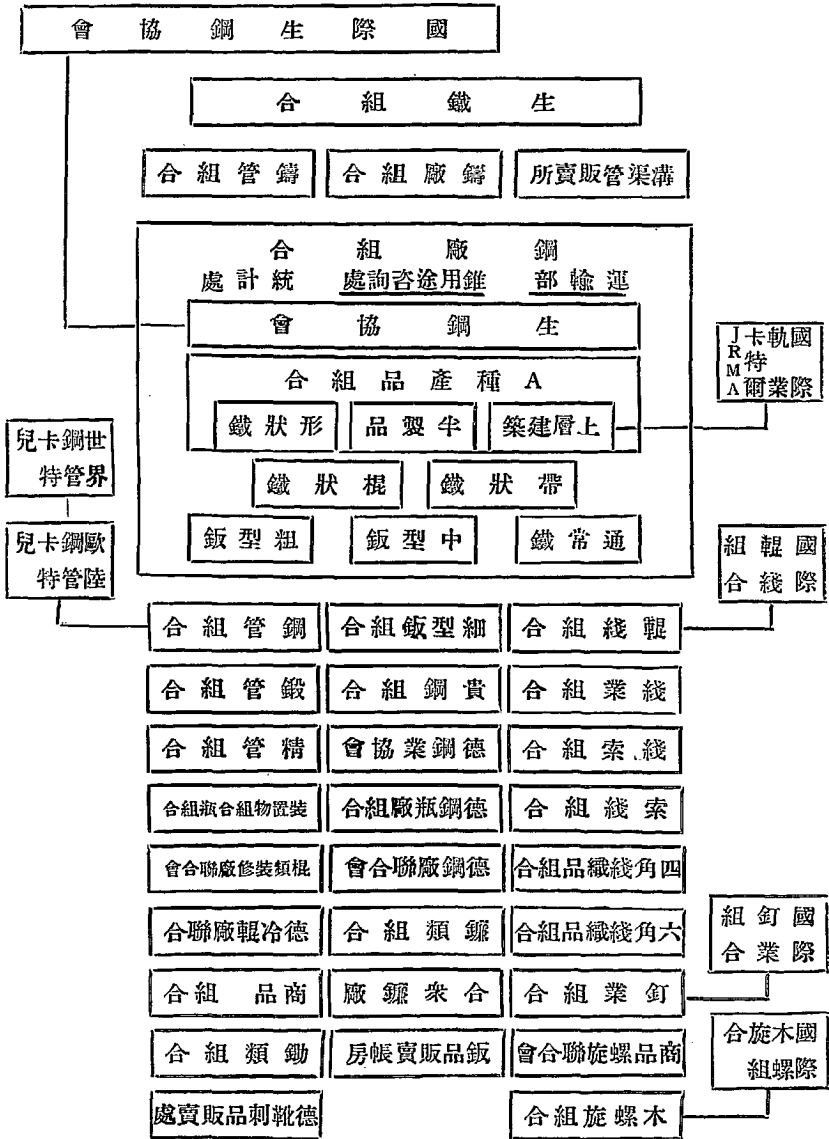 國際生鋼協會
生鐵組合
溝渠管販賣所
鑄廠組合
鑄管組合
鋼廠組合
運輸部
錐用途咨詢處
統計處
生鋼協會
A種產品組合
上層建築
半製品
形狀鐵
國際軌業卡特爾
JRMA
帶狀鐵
棍狀鐵
世界鋼管卡特兒
通常鐵
中型鈑
粗型鈑
國際輥綫組合
歐陸鋼管卡特兒
輥綫組合
細型鈑組合
鋼管組合
綫業組合
貴鋼組合
鍛管組合
綫索組合
德鋼業協會
精管組合
索綫組合
德鋼瓶廠組合
裝置物組合瓶組合
四角綫織品組合
德鋼廠聯合會
棍類裝修廠聯合會
六角綫織品組合
鑼類組合
德冷輥廠聯合
國際釘業組合
釘業組合
合衆鑼廠
商品組合
商品螺旋聯合會
鈑品販賣帳房
鋤類組合
國際木螺旋組合
木螺旋組合
德靴刺品販賣處